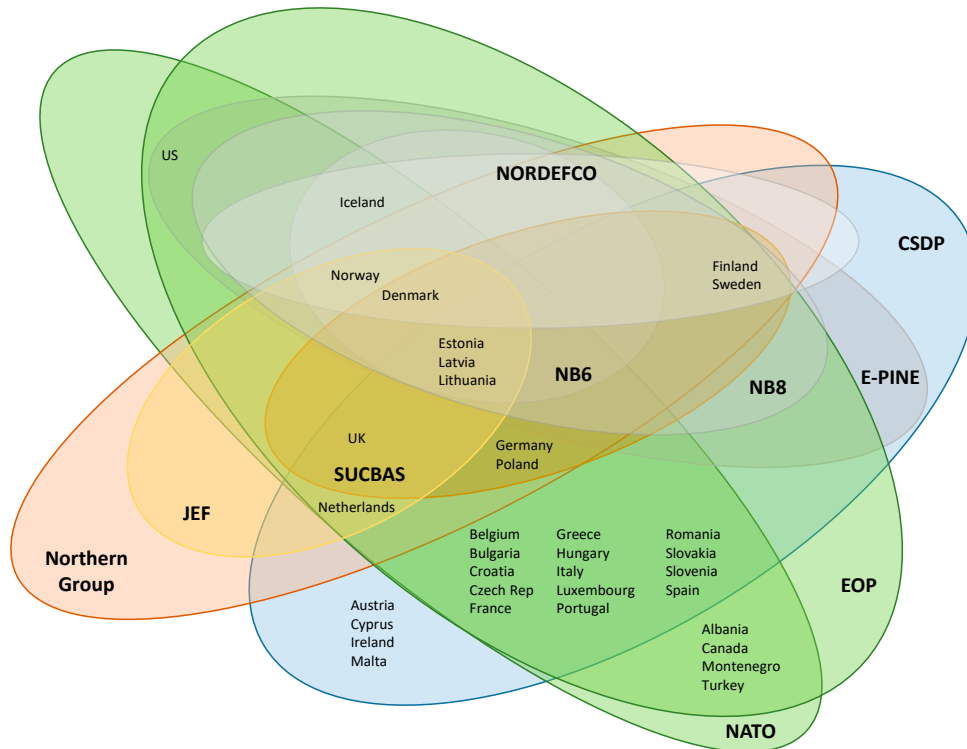 US
NORDEFCO
Iceland
CSDP
Norway
Denmark
Finland
Sweden
Estonia
Latvia
Lithuania
NB6
NB8
E-PINE
UK
SUCBAS
Germany
Poland
Netherlands
JEF
Northern
Group
Belgium
Bulgaria
Croatia
Czech Rep
France
Greece
Hungary
Italy
Luxembourg
Portugal
Romania
Slovakia
Slovenia
Spain
EOP
Austria
Cyprus
Ireland
Malta
Albania
Canada
Montenegro
Turkey
NATO